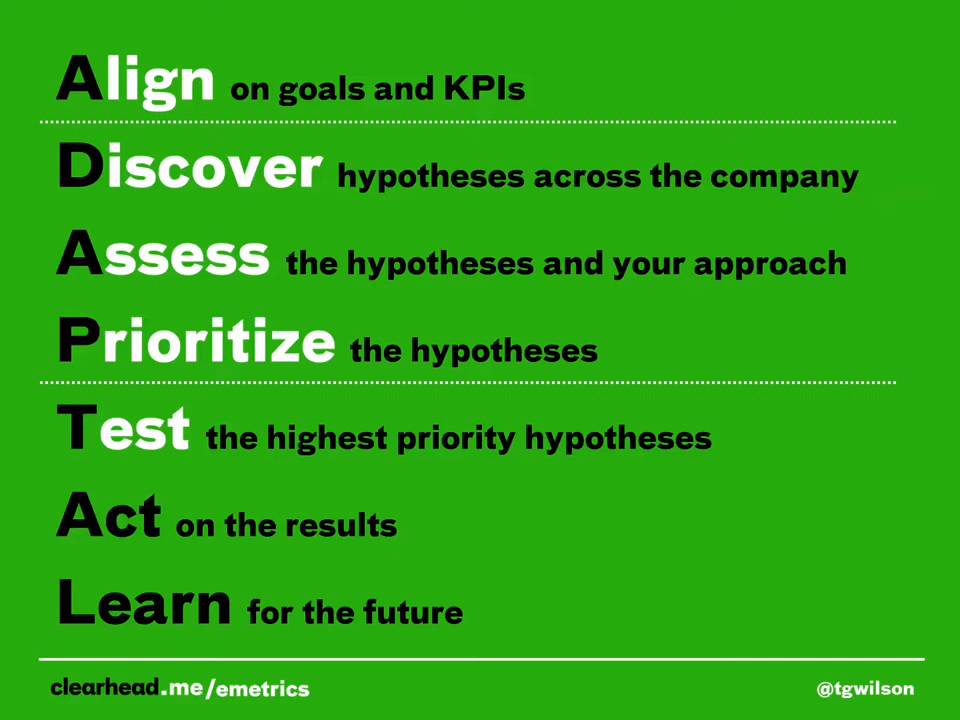 Align on goals and KPIs
Discover hypotheses across the company
Assess the hypotheses and your approach
Prioritize the hypotheses
Test the highest priority hypotheses
Act on the results
Learn for the future
clearhead.me/emetrics
@tgwilson